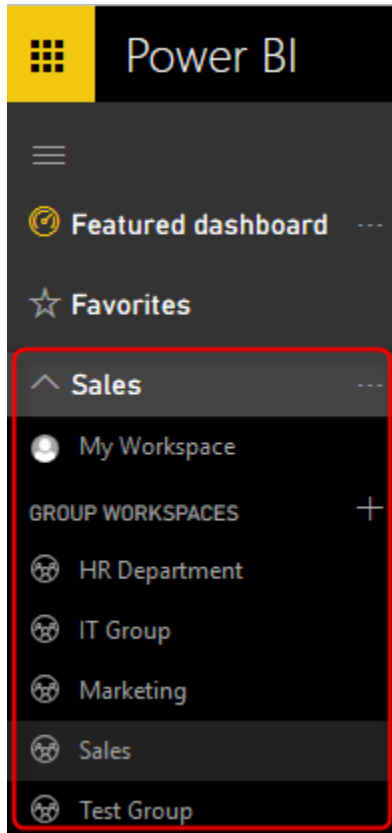 Power BI
Featured dashboard
Favorites
Sales
My Workspace
GROUP WORKSPACES
HR Department
IT Group
Marketing
Sales
Test Group